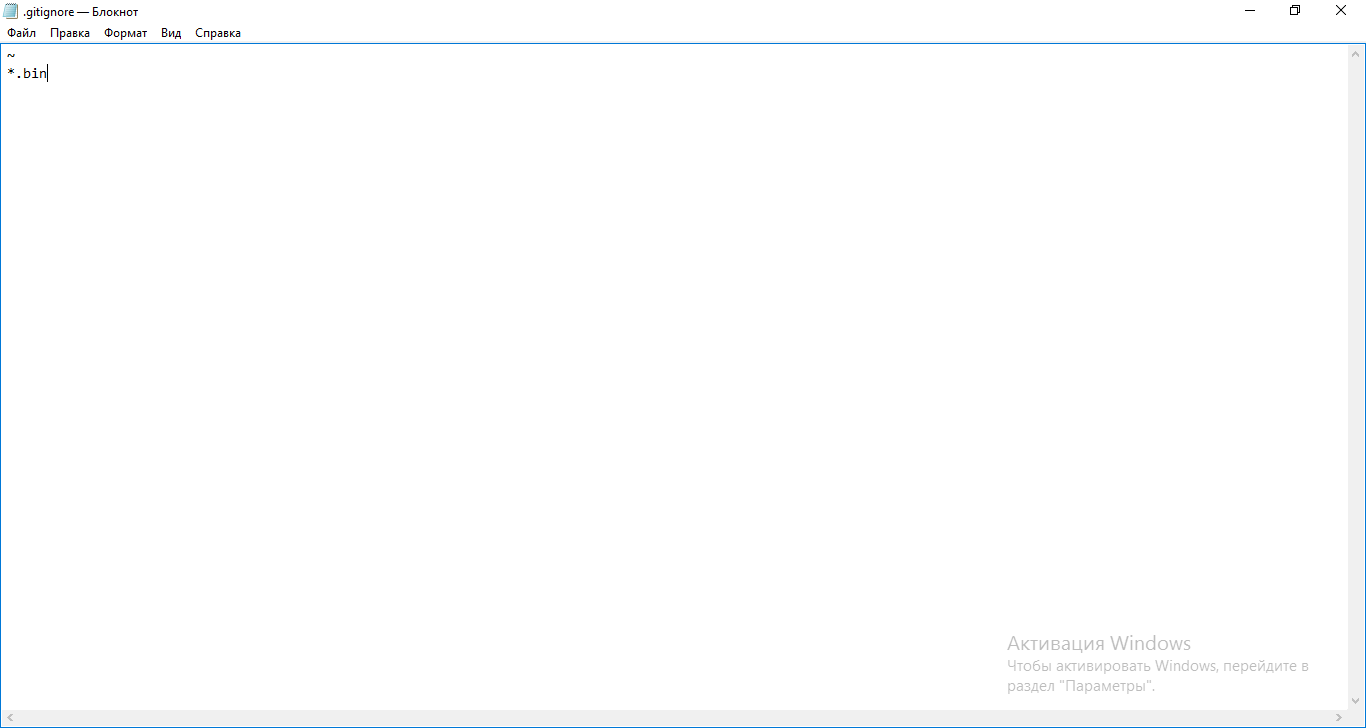 .gitignore — Блокнот
Файл Правка Формат Вид Справка
~
*.bin
Активация Windows
Чтобы активировать Windows, перейдите в
раздел "Параметры".